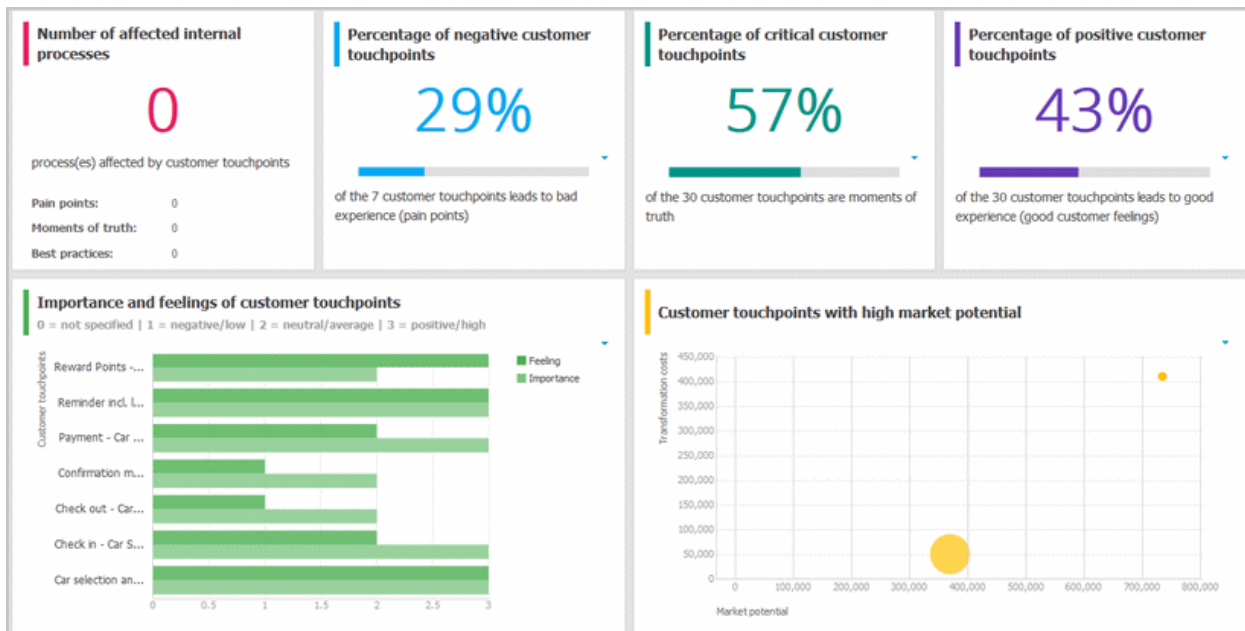 Number of affected internal
processes
0
process(es) affected by customer touchpoints
Pain points: 0
Moments of truth: 0
Best practices: 0
Percentage of negative customer
touchpoints
29%
of the 7 customer touchpoints leads to bad
experience (pain points)
Percentage of critical customer
touchpoints
57%
of the 30 customer touchpoints are moments of
truth
Percentage of positive customer
touchpoints
43%
of the 30 customer touchpoints leads to good
experience (good customer feelings)
Importance and feelings of customer touchpoints
0 = not specified | 1 = negative/low | 2 = neutral/average | 3 = positive/high
Customer touchpoints
Reward Points -...
Reminder incl. l...
Payment - Car ...
Confirmation m...
Check out - Car...
Check in - Car S...
Car selection an...
0 0.5 1 1.5 2 2.5 3
Feeling
Importance
Customer touchpoints with high market potential
Transformation costs
450,000
400,000
350,000
300,000
250,000
200,000
150,000
100,000
50,000
0
0 100,000 200,000 300,000 400,000 500,000 600,000 700,000 800,000
Market potential